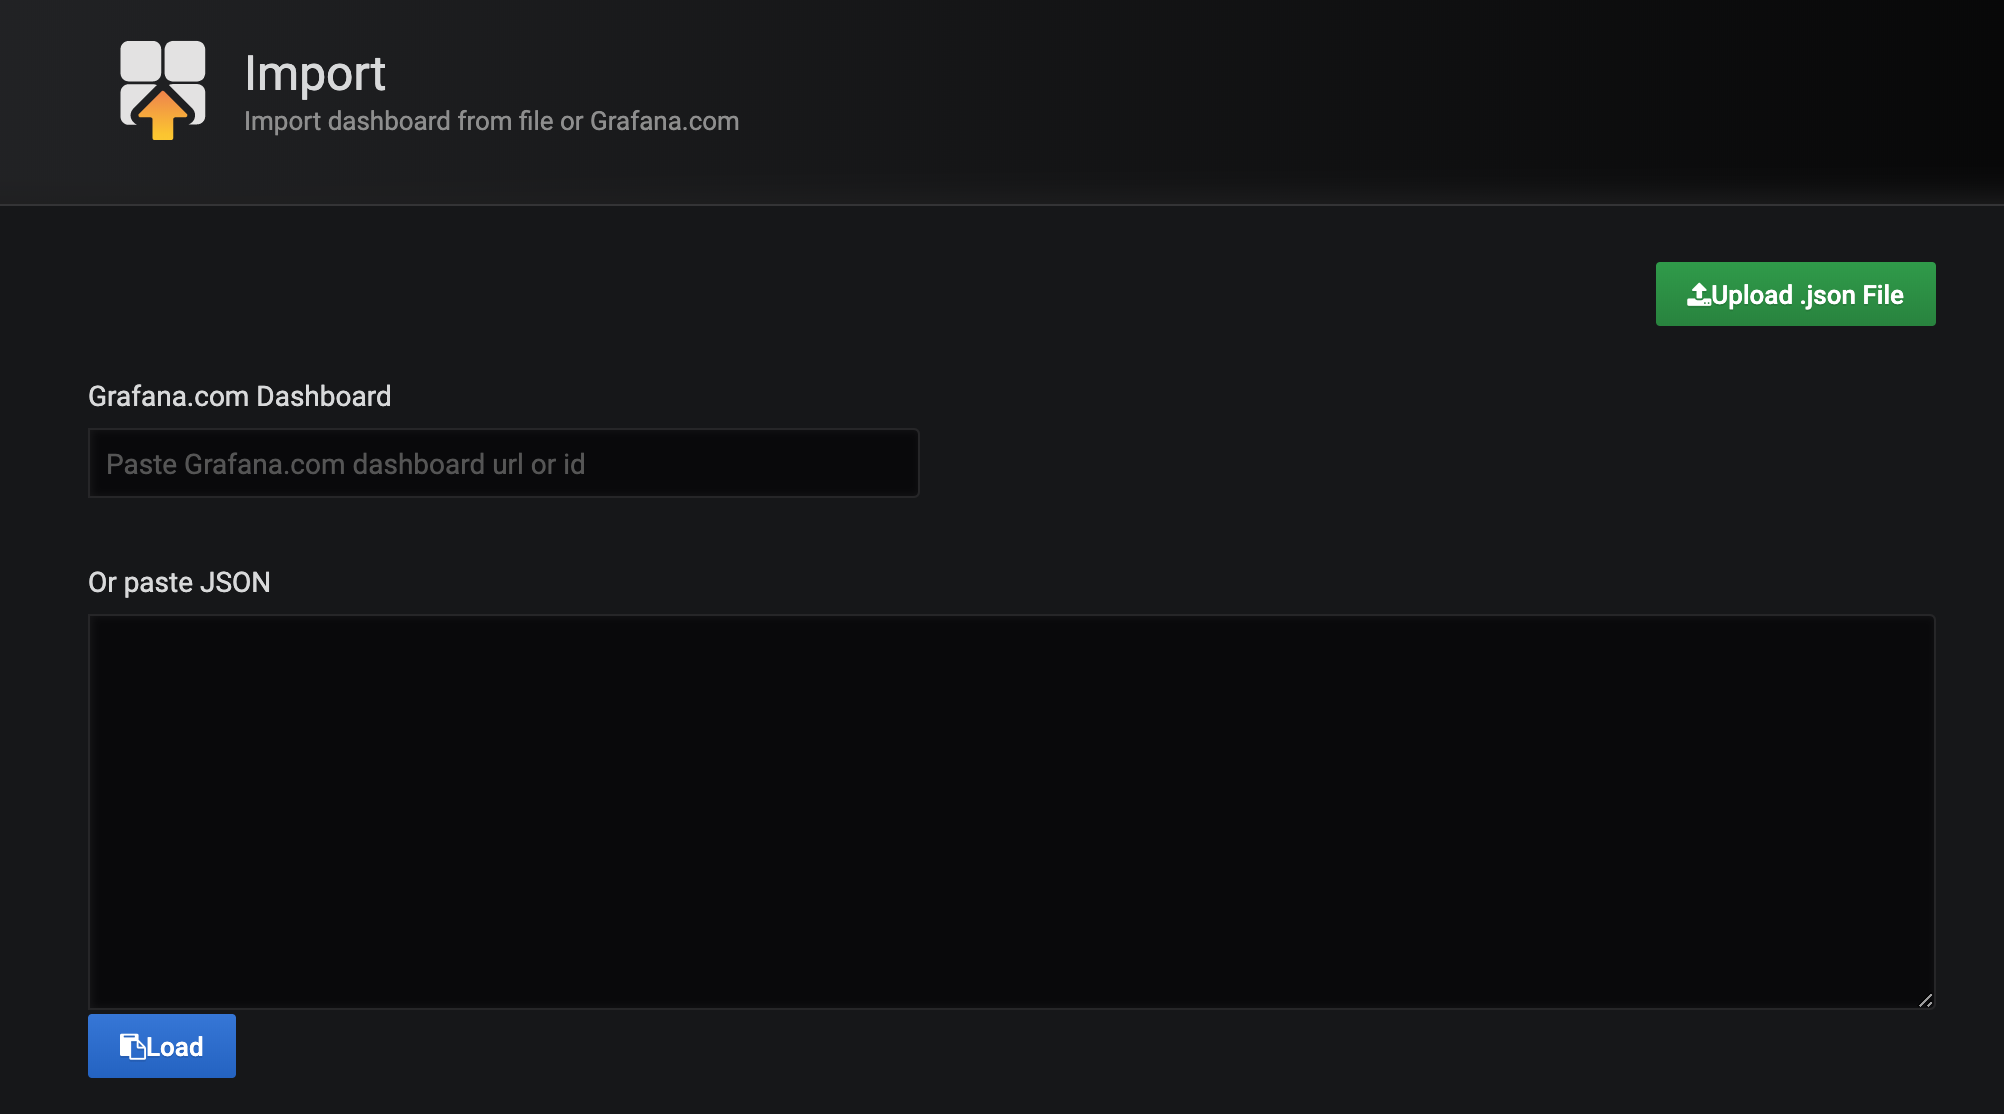 Import
Import dashboard from file or Grafana.com
Upload .json File
Grafana.com Dashboard
Paste Grafana.com dashboard url or id
Or paste JSON
Load